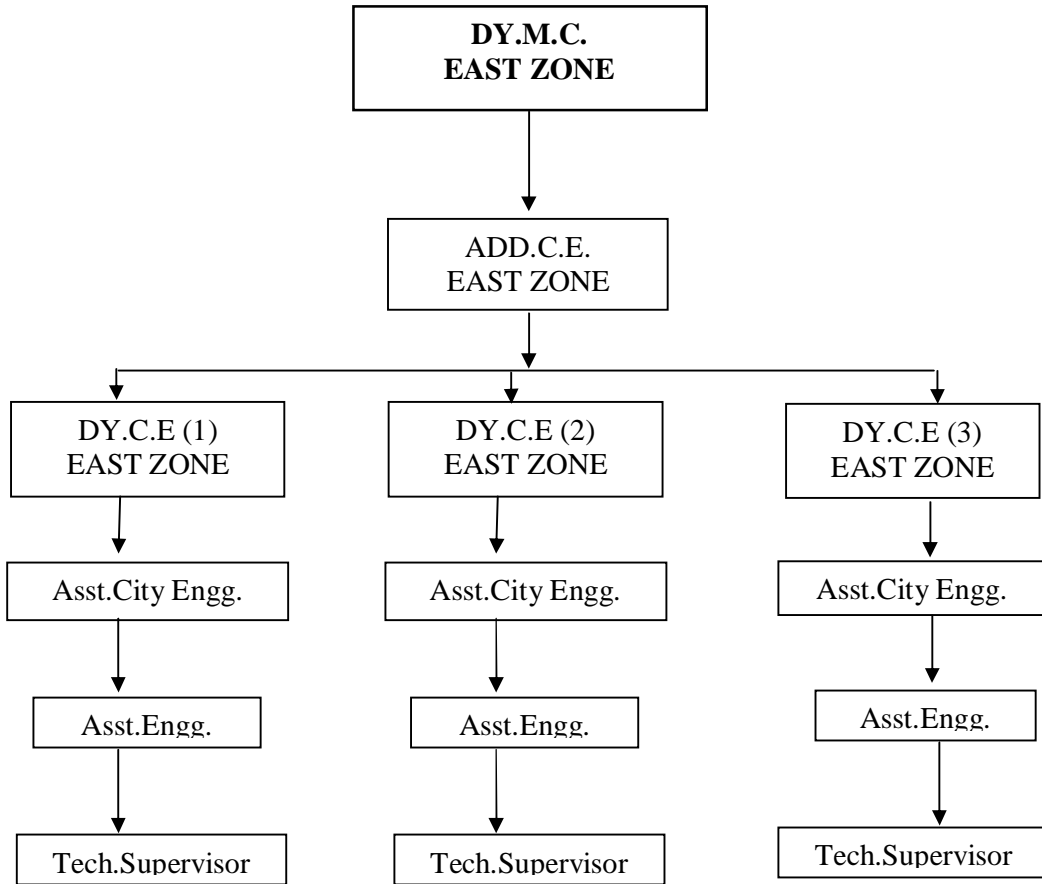 DY.M.C.
EAST ZONE
ADD.C.E.
EAST ZONE
DY.C.E (1)
EAST ZONE
DY.C.E (2)
EAST ZONE
DY.C.E (3)
EAST ZONE
Asst.City Engg.
Asst.City Engg.
Asst.City Engg.
Asst.Engg.
Asst.Engg.
Asst.Engg.
Tech.Supervisor
Tech.Supervisor
Tech.Supervisor